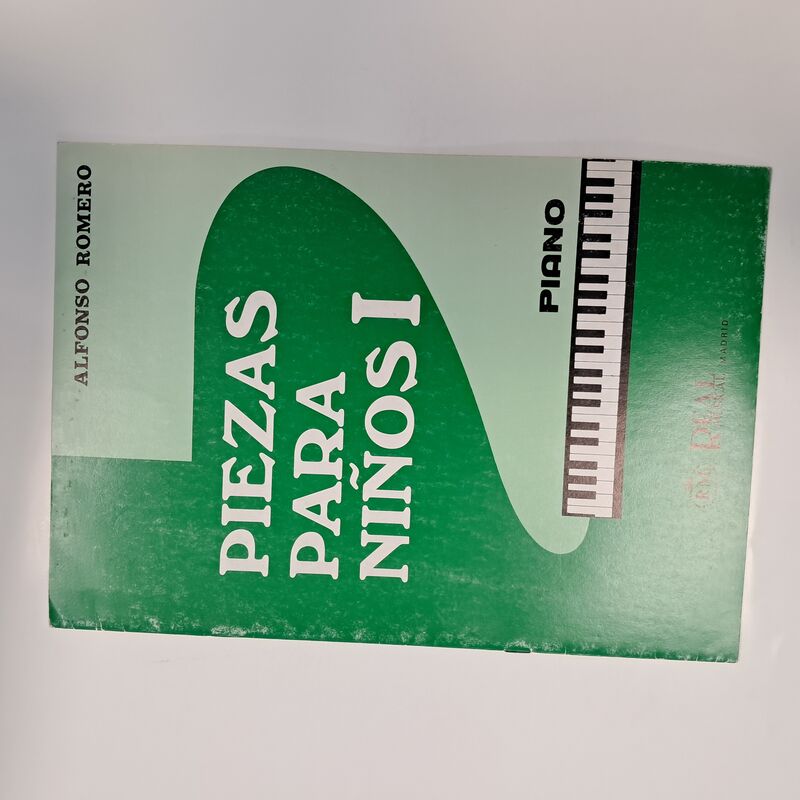 ALFONSO ROMERO
PIEZAS
PARA
NIÑOS I
PIANO
REAL
MUSICAL MADRID